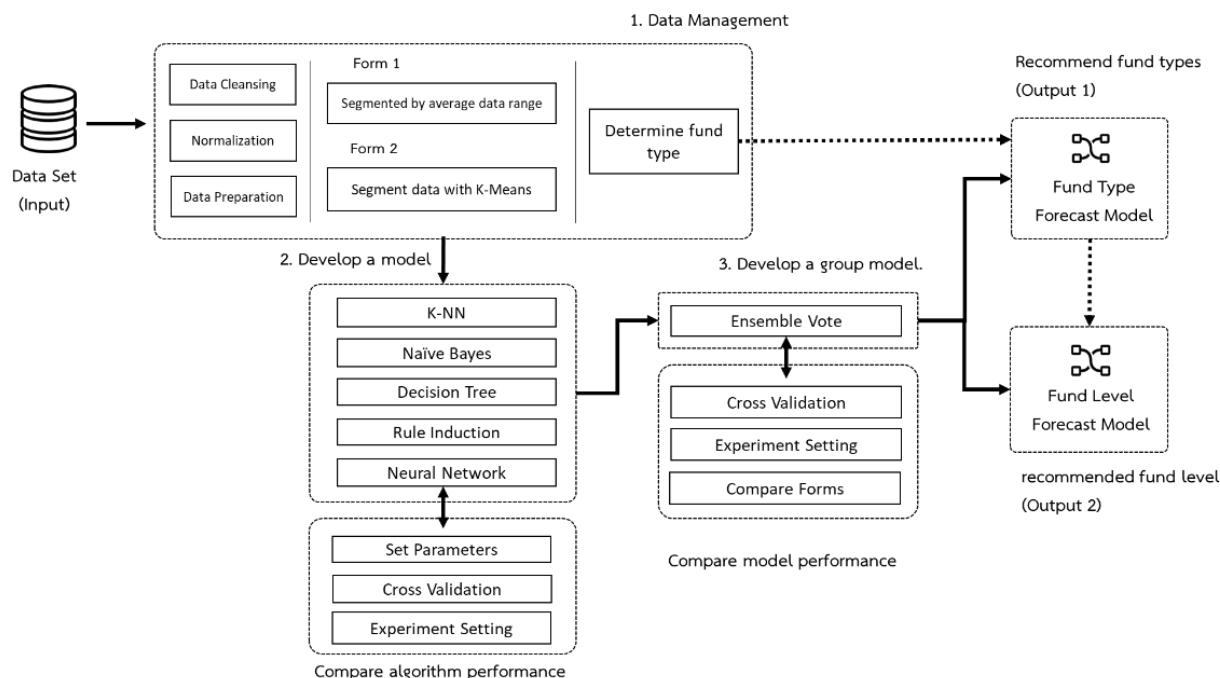 1. Data Management
Data Set
(Input)
Data Cleansing
Normalization
Data Preparation
Form 1
Segmented by average data range
Form 2
Segment data with K-Means
Determine fund
type
Recommend fund types
(Output 1)
Fund Type
Forecast Model
2. Develop a model
K-NN
Naïve Bayes
Decision Tree
Rule Induction
Neural Network
Set Parameters
Cross Validation
Experiment Setting
Compare algorithm performance
3. Develop a group model.
Ensemble Vote
Cross Validation
Experiment Setting
Compare Forms
Compare model performance
Fund Level
Forecast Model
recommended fund level
(Output 2)